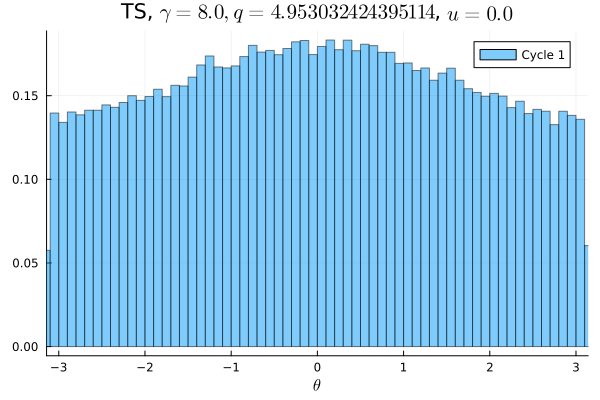 TS, γ = 8.0, q = 4.953032424395114, u = 0.0
Cycle 1
0.15
0.10
0.05
0.00
−3 −2 −1 0 1 2 3
θ